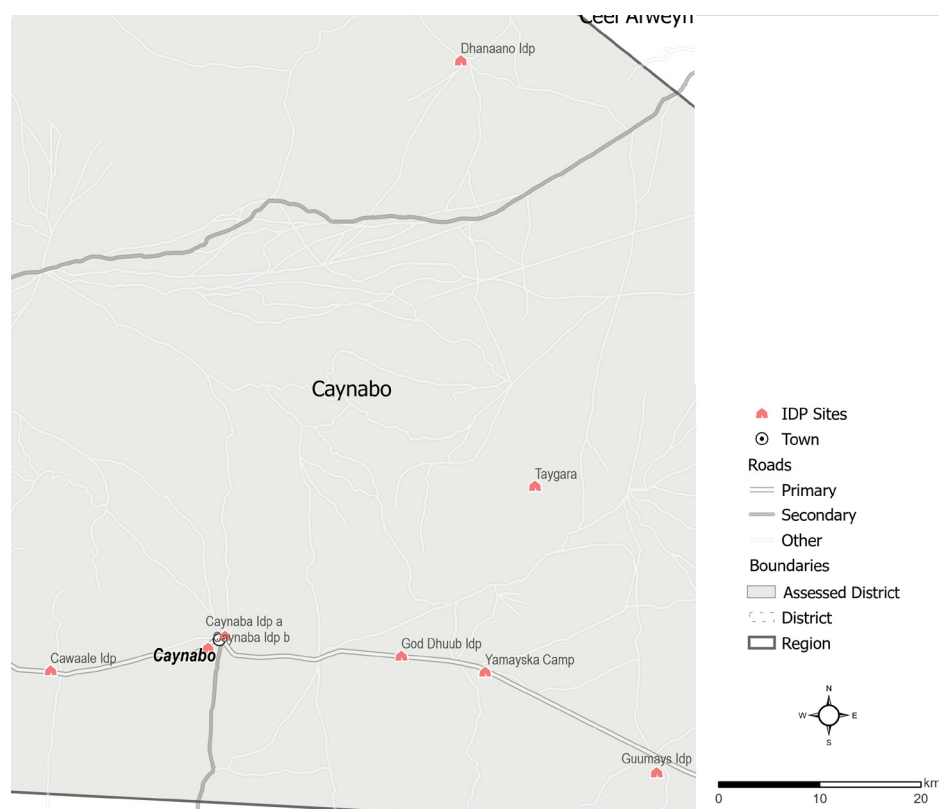 Ceel Afweyn
Dhanaano Idp
Caynabo
Taygara
Caynaba Idp a
Caynaba Idp b
Caynabo
Cawaale Idp
God Dhuub Idp
Yamayska Camp
Guumays Idp
IDP Sites
Town
Roads
Primary
Secondary
Other
Boundaries
Assessed District
District
Region
N
W E
S
km
0 10 20